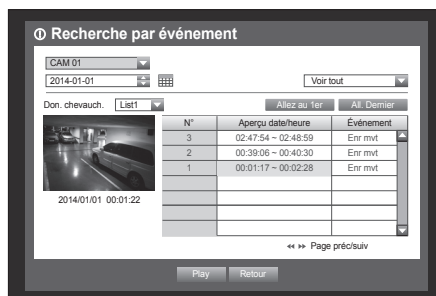 Recherche par événement
CAM 01
2014-01-01
Voir tout
Don. chevauch. List1 Allez au 1er All. Dernier
N° Aperçu date/heure Événement
3 02:47:54 ~ 02:48:59 Enr mvt
2 00:39:06 ~ 00:40:30 Enr mvt
1 00:01:17 ~ 00:02:28 Enr mvt
2014/01/01 00:01:22
Page préc/suiv
Play Retour